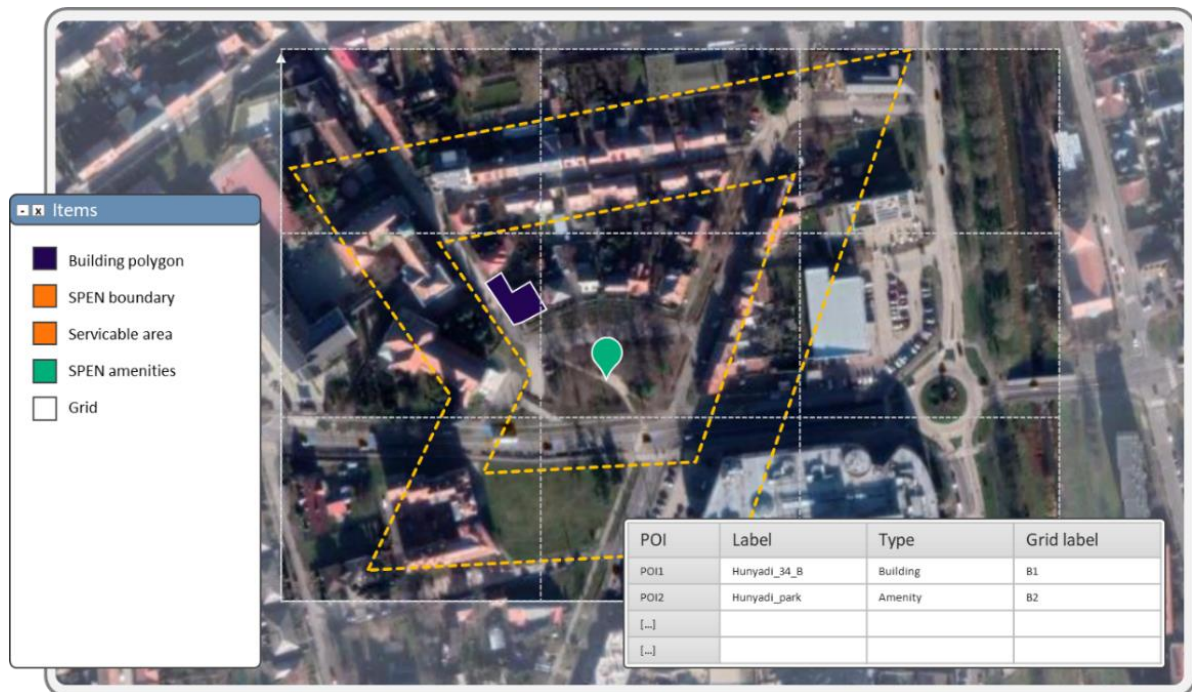 - x Items
Building polygon
SPEN boundary
Servicable area
SPEN amenities
Grid
POI Label Type Grid label
POI1 Hunyadi_34_B Building B1
POI2 Hunyadi_park Amenity B2
[...]
[...]